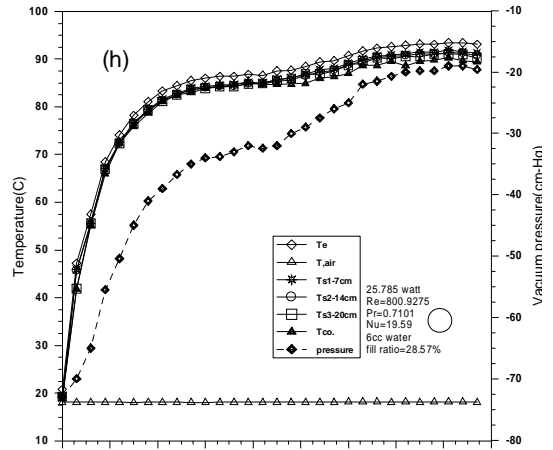 (h)
100
90
80
70
60
50
40
30
20
10
Temperature(C)
-10
-20
-30
-40
-50
-60
-70
-80
Vacuum pressure(cm-Hg)
Te
T,air
Ts1-7cm
Ts2-14cm
Ts3-20cm
Tco.
pressure
25.785 watt
Re=800.9275
Pr=0.7101
Nu=19.59
6cc water
fill ratio=28.57%